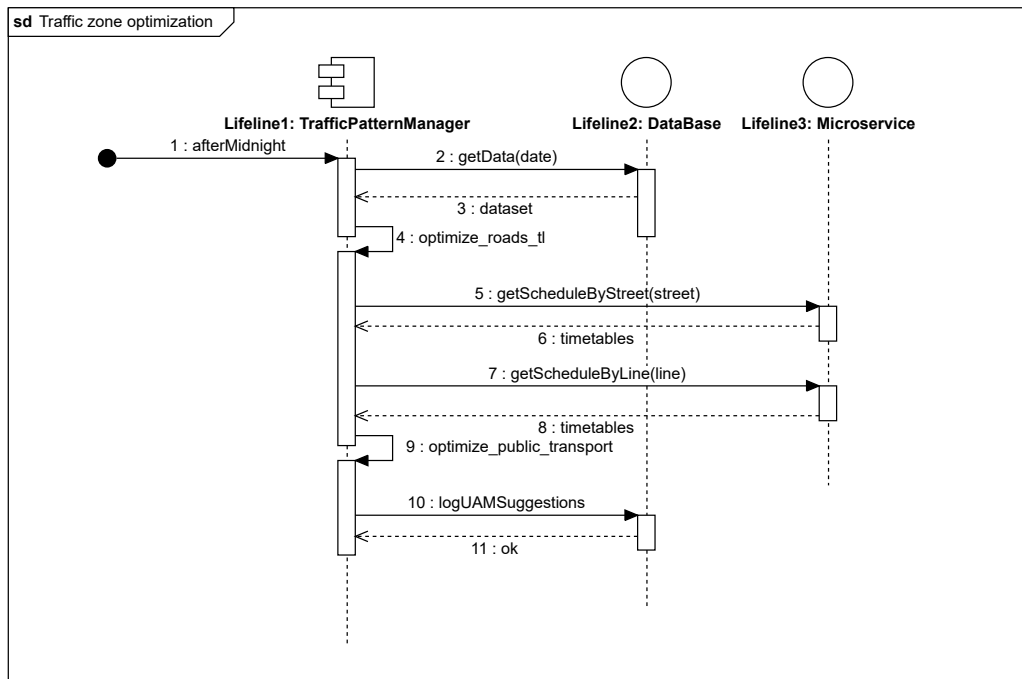 sd Traffic zone optimization
Lifeline1: TrafficPatternManager
Lifeline2: DataBase
Lifeline3: Microservice
1 : afterMidnight
2 : getData(date)
3 : dataset
4 : optimize_roads_tl
5 : getScheduleByStreet(street)
6 : timetables
7 : getScheduleByLine(line)
8 : timetables
9 : optimize_public_transport
10 : logUAMSuggestions
11 : ok